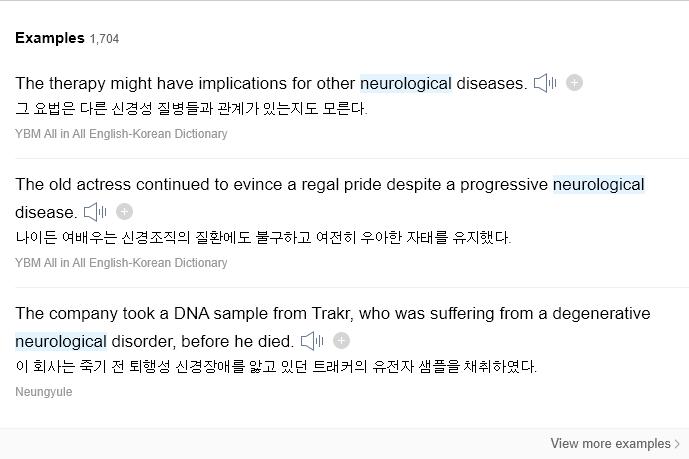 Examples 1,704
The therapy might have implications for other neurological diseases.
그 요법은 다른 신경성 질병들과 관계가 있는지도 모른다.
YBM All in All English-Korean Dictionary
The old actress continued to evince a regal pride despite a progressive neurological
disease.
나이든 여배우는 신경조직의 질환에도 불구하고 여전히 우아한 자태를 유지했다.
YBM All in All English-Korean Dictionary
The company took a DNA sample from Trakr, who was suffering from a degenerative
neurological disorder, before he died.
이 회사는 죽기 전 퇴행성 신경장애를 앓고 있던 트래커의 유전자 샘플을 채취하였다.
Neungyule
View more examples